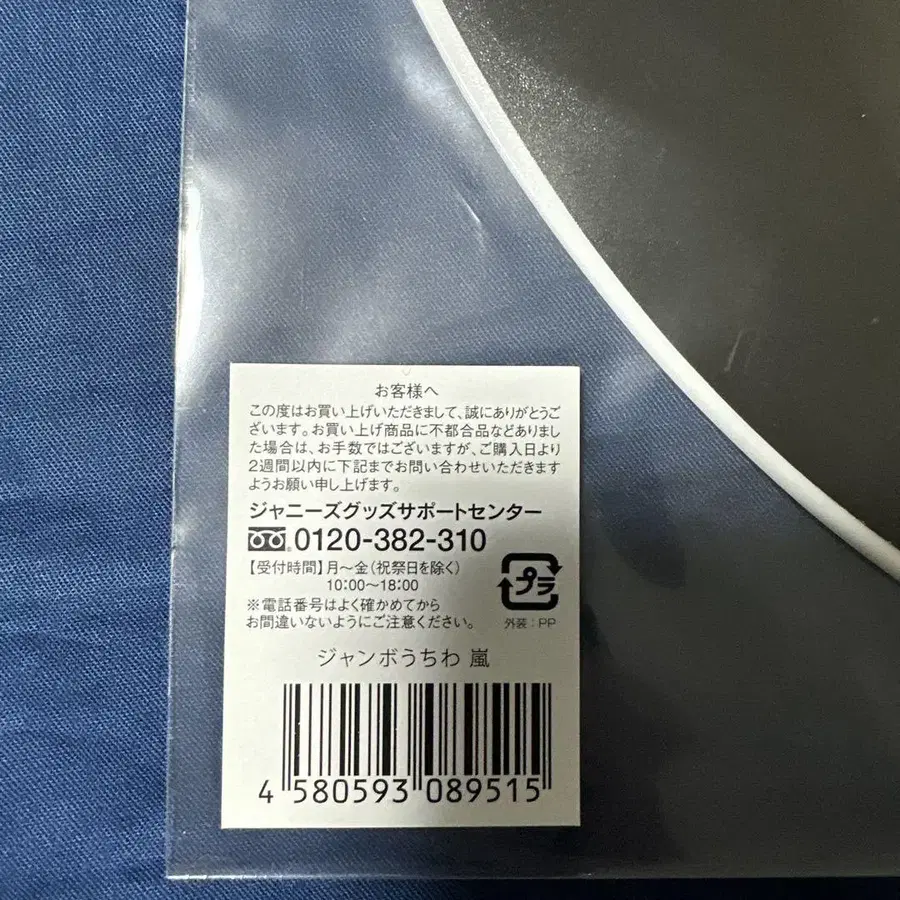 お客様へ
この度はお買い上げいただきまして、誠にありがとうご
ざいます。お買い上げ商品に不都合品などありまし
た場合は、お手数ではございますが、ご購入日より
2週間以内に下記までお問い合わせいただきます
ようお願い申し上げます。
ジャニーズグッズサポートセンター
0120-382-310
【受付時間】月〜金(祝祭日を除く)
10:00〜18:00
※電話番号はよく確かめてから
お間違いないようにご注意ください。
プラ
外装:PP
ジャンボうちわ 嵐
4 580593 089515